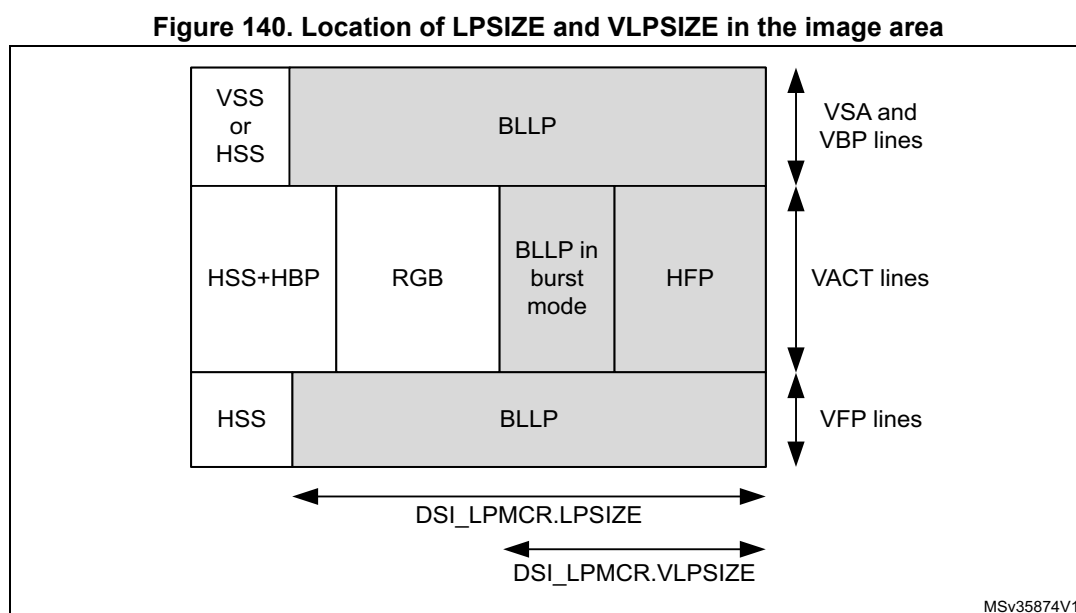 Figure 140. Location of LPSIZE and VLPSIZE in the image area
VSS
or
HSS
BLLP
VSA and
VBP lines
HSS+HBP
RGB
BLLP in
burst
mode
HFP
VACT lines
HSS
BLLP
VFP lines
DSI_LPMCR.LPSIZE
DSI_LPMCR.VLPSIZE
MSv35874V1